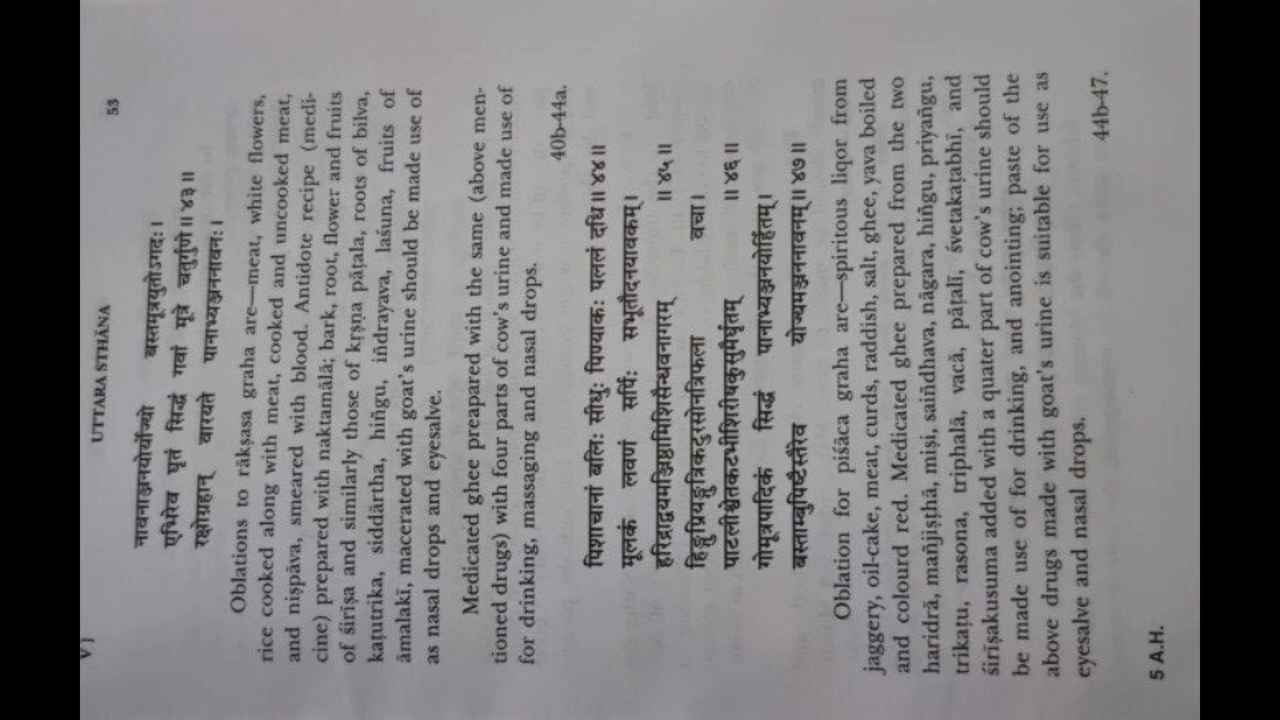 V]
UTTARA STHĀNA
53
नावनाञ्जनयोर्योज्यो बस्तमूत्रयुतोऽगदः।
एभिरेव घृतं सिद्धं गवां मूत्रे चतुर्गुणे॥४३॥
रक्षोग्रहान् वारयते पानाभ्यञ्जननावनैः।
Oblations to rākṣasa graha are—meat, white flowers,
rice cooked along with meat, cooked and uncooked meat,
and niṣpāva, smeared with blood. Antidote recipe (medi-
cine) prepared with naktamālā; bark, root, flower and fruits
of śirīṣa and similarly those of kṛṣṇa pāṭala, roots of bilva,
kaṭutrika, siddārtha, hiñgu, iñdrayava, laśuna, fruits of
āmalakī, macerated with goat's urine should be made use of
as nasal drops and eyesalve.
Medicated ghee preapared with the same (above men-
tioned drugs) with four parts of cow's urine and made use of
for drinking, massaging and nasal drops.
40b-44a.
पिशाचानां बलिः सीधुः पिण्याकः पललं दधि॥४४॥
मूलकं लवणं सर्पिः सभूतौदनयावकम्।
हरिद्राद्वयमञ्जिष्ठामिशिसैन्धवनागरम् ॥४५॥
हिङ्गुप्रियङ्गुत्रिकटुरसोनत्रिफला वचा।
पाटलीश्वेतकटभीशिरीषकुसुमैर्घृतम् ॥४६॥
गोमूत्रपादिकं सिद्धं पानाभ्यञ्जनयोर्हितम्।
बस्ताम्बुपिष्टैस्तैरेव योज्यमञ्जननावनम्॥४७॥
Oblation for piśāca graha are—spiritous liqor from
jaggery, oil-cake, meat, curds, raddish, salt, ghee, yava boiled
and coloured red. Medicated ghee prepared from the two
haridrā, mañjiṣṭhā, miṣi, saiñdhava, nāgara, hiñgu, priyañgu,
trikaṭu, rasona, triphalā, vacā, pāṭalī, śvetakaṭabhī, and
śirīṣakusuma added with a quater part of cow's urine should
be made use of for drinking, and anointing; paste of the
above drugs made with goat's urine is suitable for use as
eyesalve and nasal drops.
44b-47.
5 A.H.